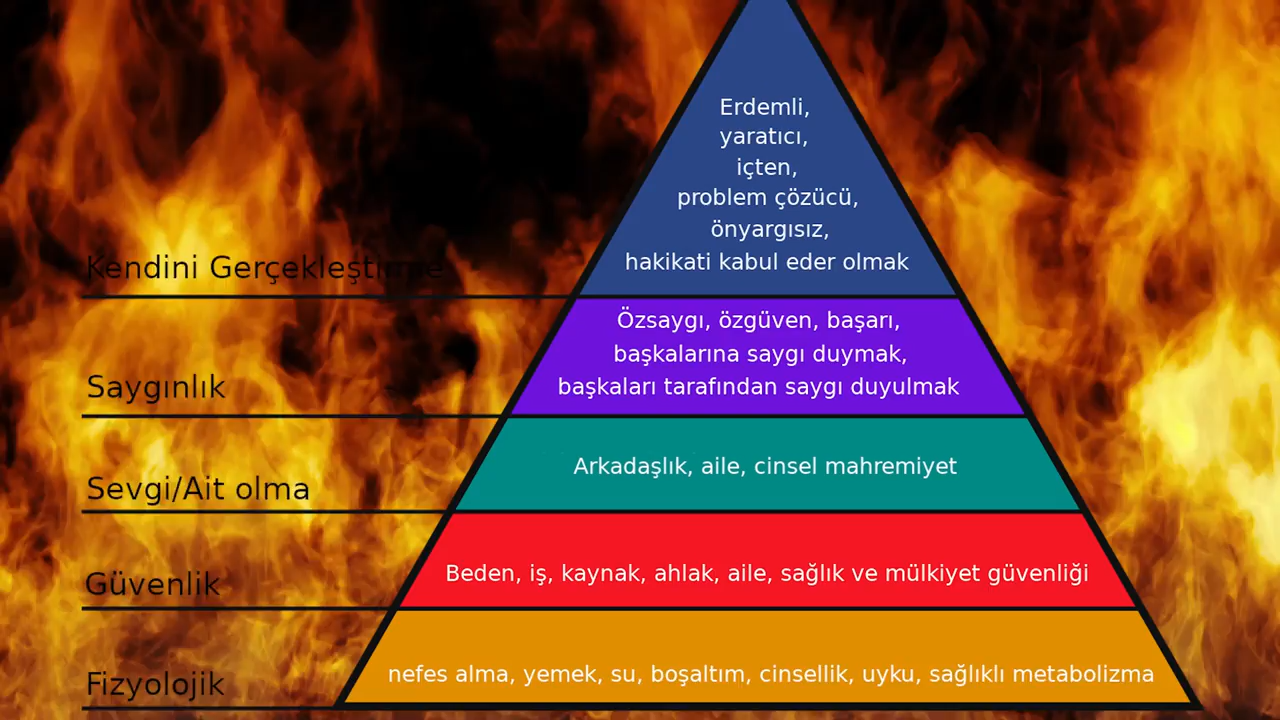 Erdemli,
yaratıcı,
içten,
problem çözücü,
önyargısız,
hakikati kabul eder olmak
Kendini Gerçekleştirme
Özsaygı, özgüven, başarı,
başkalarına saygı duymak,
başkaları tarafından saygı duyulmak
Saygınlık
Arkadaşlık, aile, cinsel mahremiyet
Sevgi/Ait olma
Beden, iş, kaynak, ahlak, aile, sağlık ve mülkiyet güvenliği
Güvenlik
nefes alma, yemek, su, boşaltım, cinsellik, uyku, sağlıklı metabolizma
Fizyolojik